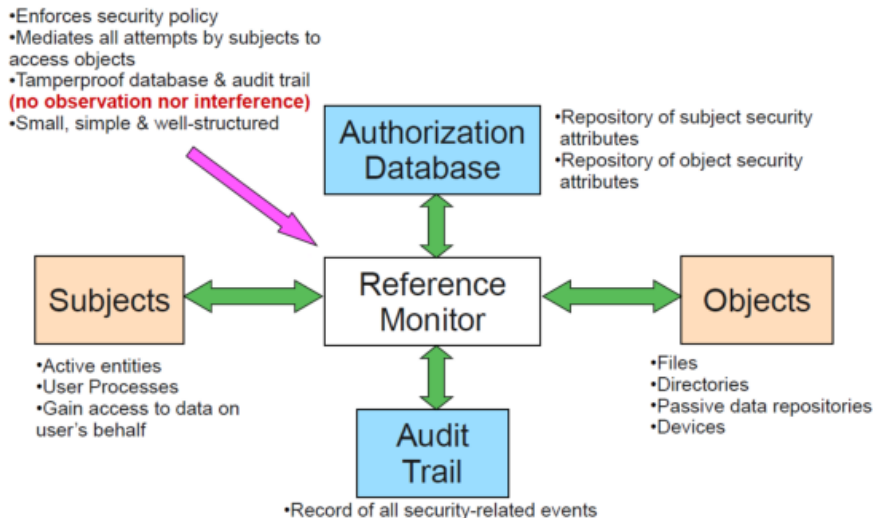 •Enforces security policy
•Mediates all attempts by subjects to
access objects
•Tamperproof database & audit trail
(no observation nor interference)
•Small, simple & well-structured
Authorization
Database
•Repository of subject security
attributes
•Repository of object security
attributes
Subjects
Reference
Monitor
Objects
•Active entities
•User Processes
•Gain access to data on
user's behalf
•Files
•Directories
•Passive data repositories
•Devices
Audit
Trail
•Record of all security-related events